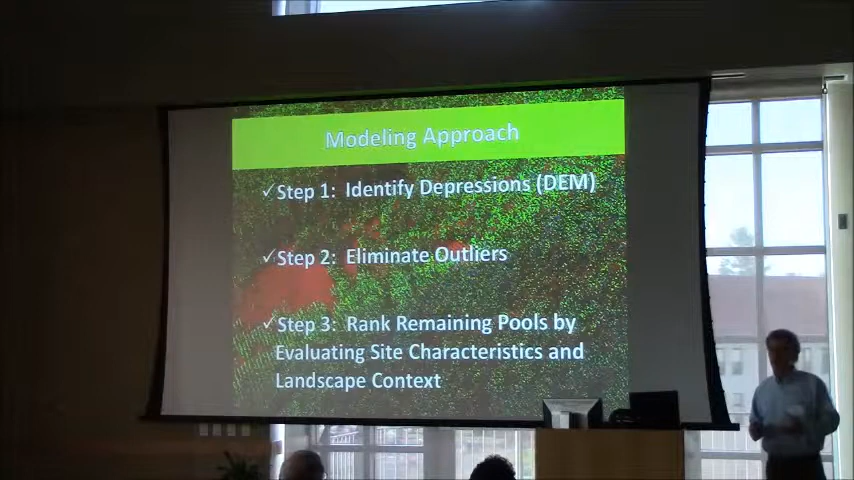 Modeling Approach
✓Step 1: Identify Depressions (DEM)
✓Step 2: Eliminate Outliers
✓Step 3: Rank Remaining Pools by
Evaluating Site Characteristics and
Landscape Context